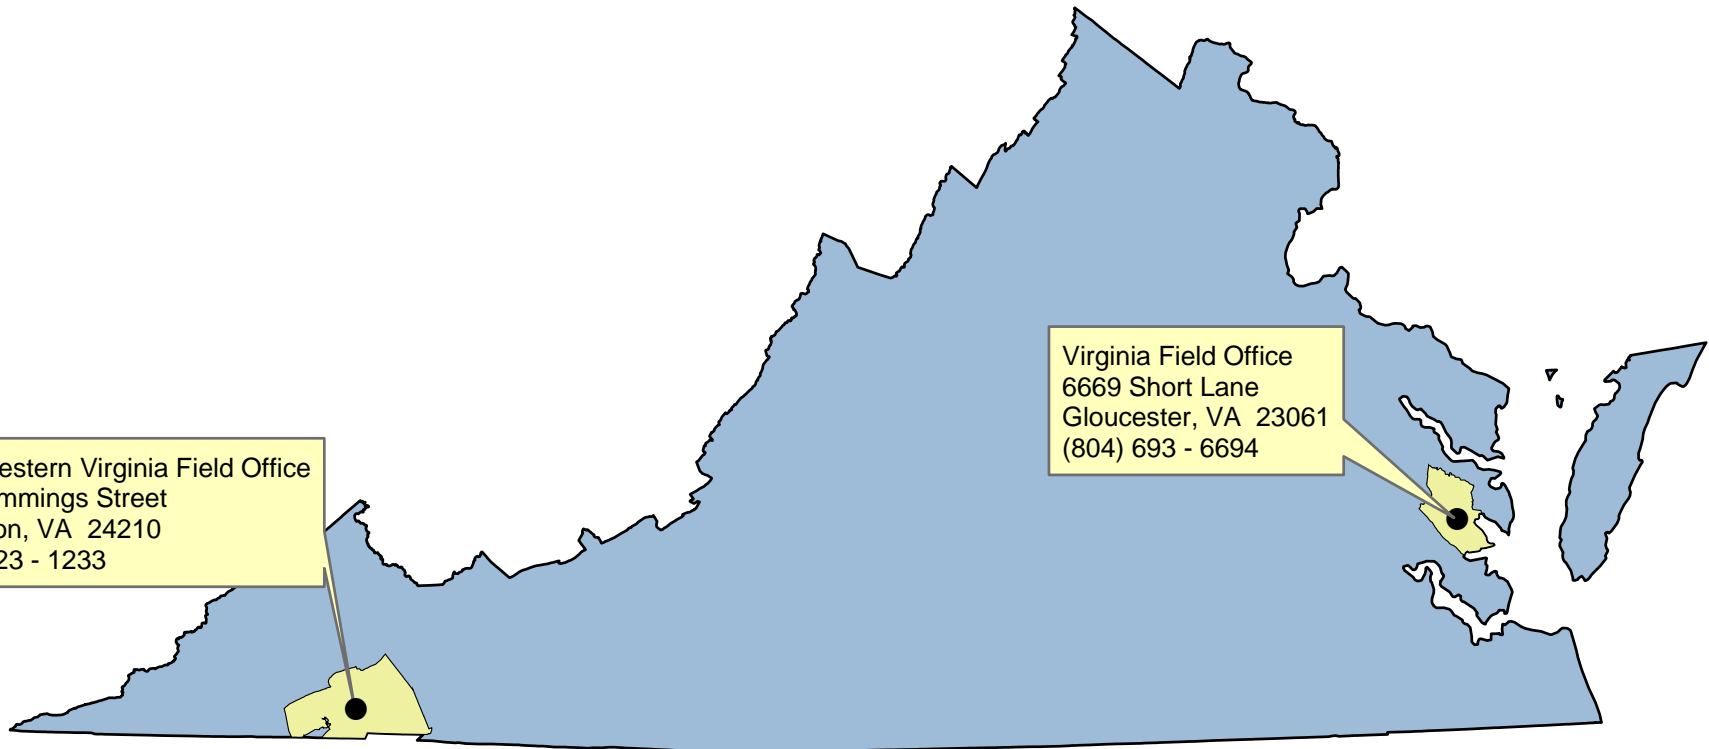 Virginia Field Office
6669 Short Lane
Gloucester, VA 23061
(804) 693 - 6694
estern Virginia Field Office
mmings Street
on, VA 24210
23 - 1233